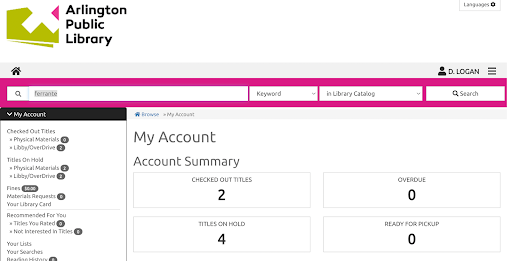 Languages
Arlington
Public
Library
D. LOGAN
ferrante
Keyword
in Library Catalog
Search
My Account
Browse » My Account
Checked Out Titles
» Physical Materials 0
» Libby/OverDrive 2
Titles On Hold
» Physical Materials 2
» Libby/OverDrive 2
Fines $0.00
Materials Requests 0
Your Library Card
Recommended For You
» Titles You Rated 0
» Not Interested in Titles 0
Your Lists
Your Searches
Reading History
My Account
Account Summary
CHECKED OUT TITLES
2
OVERDUE
0
TITLES ON HOLD
4
READY FOR PICKUP
0